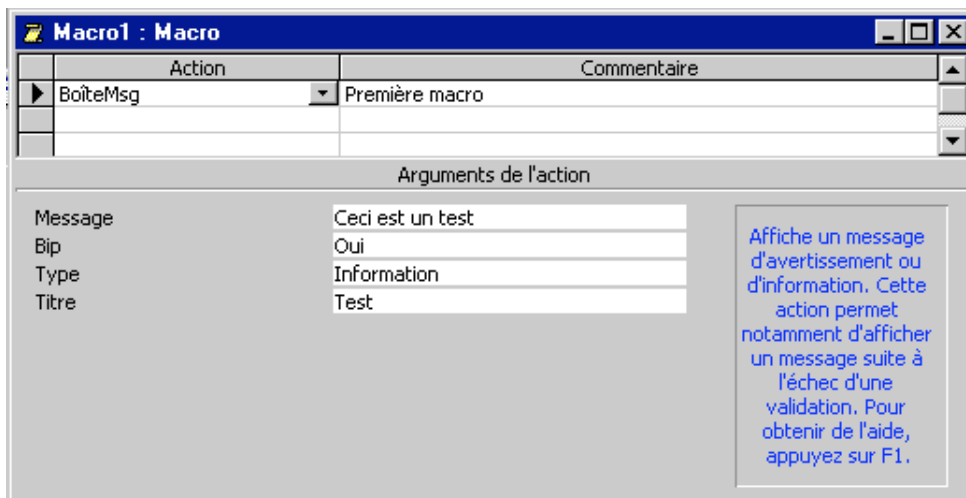 Macro1 : Macro
Action Commentaire
BoîteMsg Première macro
Arguments de l'action
Message Ceci est un test
Bip Oui
Type Information
Titre Test
Affiche un message
d'avertissement ou
d'information. Cette
action permet
notamment d'afficher
un message suite à
l'échec d'une
validation. Pour
obtenir de l'aide,
appuyez sur F1.